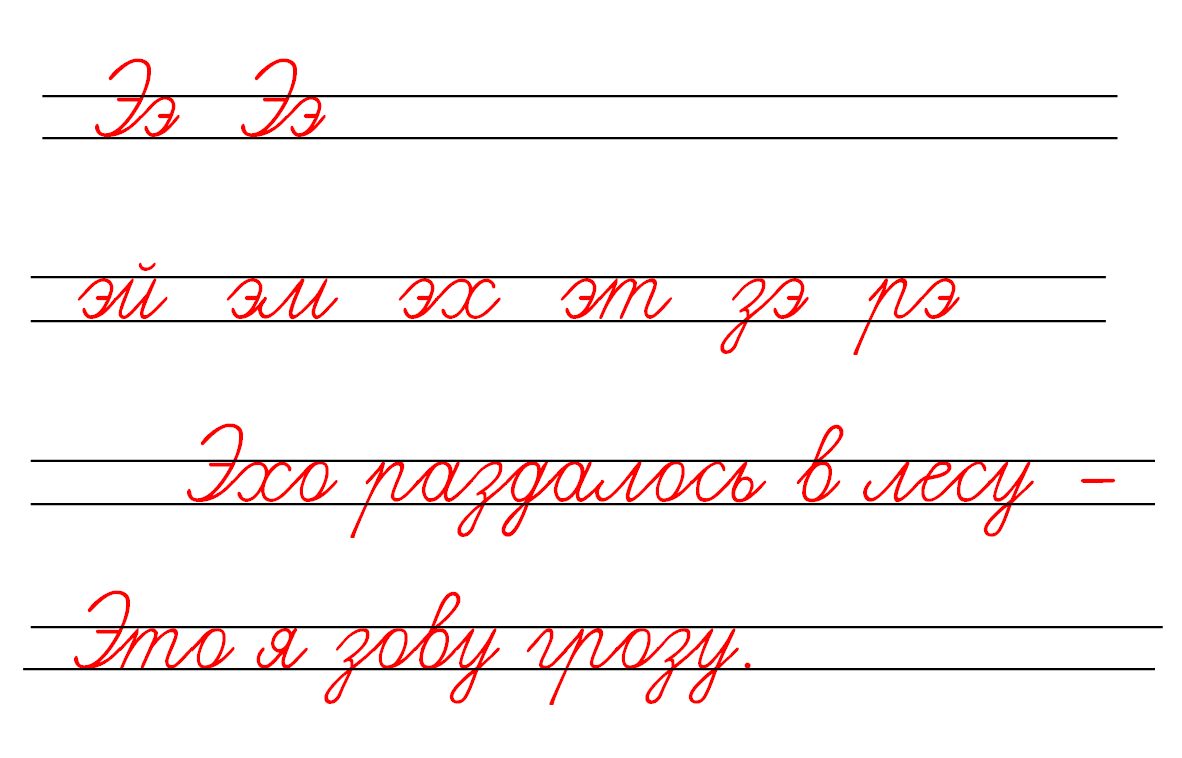 Ээ Ээ
эй эм эх эт зэ рэ
Эхо раздалось в лесу –
Это я зову грозу.